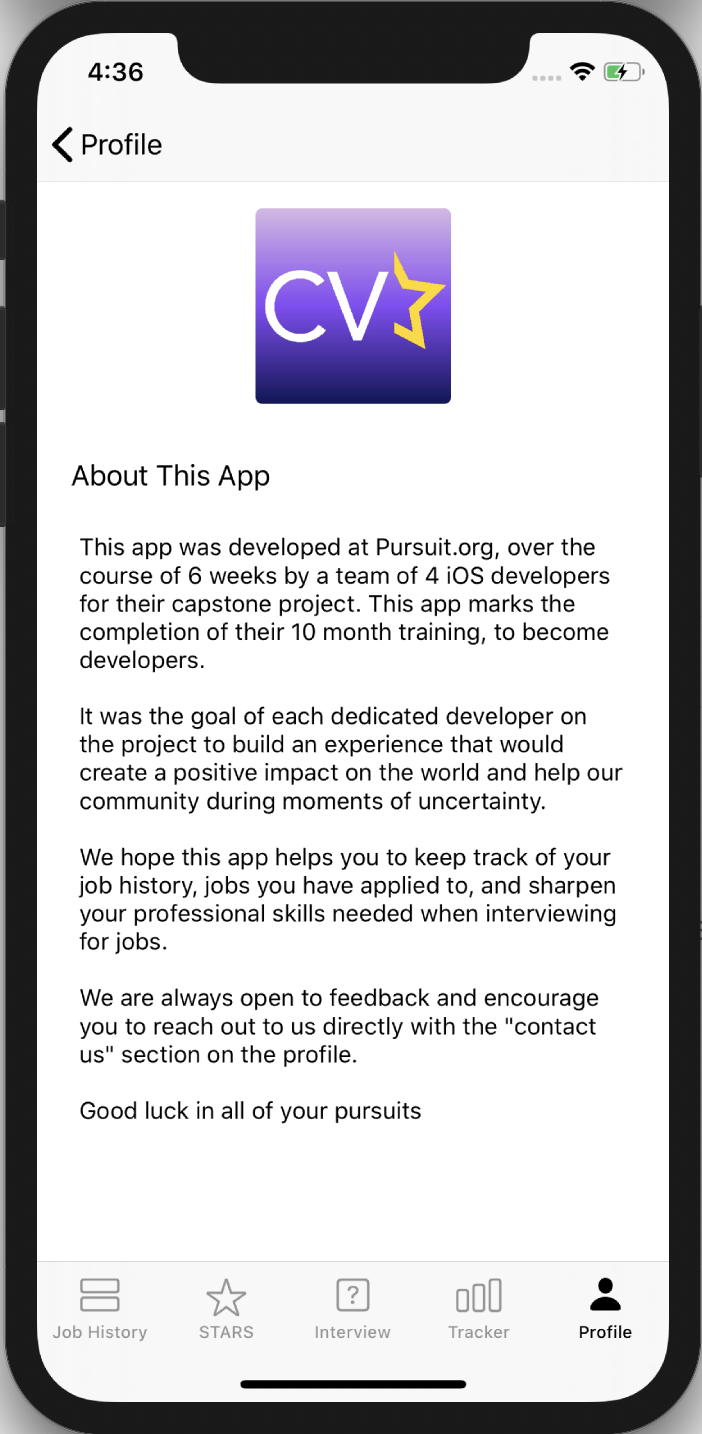 4:36
Profile
CV
About This App
This app was developed at Pursuit.org, over the
course of 6 weeks by a team of 4 iOS developers
for their capstone project. This app marks the
completion of their 10 month training, to become
developers.
It was the goal of each dedicated developer on
the project to build an experience that would
create a positive impact on the world and help our
community during moments of uncertainty.
We hope this app helps you to keep track of your
job history, jobs you have applied to, and sharpen
your professional skills needed when interviewing
for jobs.
We are always open to feedback and encourage
you to reach out to us directly with the "contact
us" section on the profile.
Good luck in all of your pursuits
?
Job History STARS Interview Tracker Profile